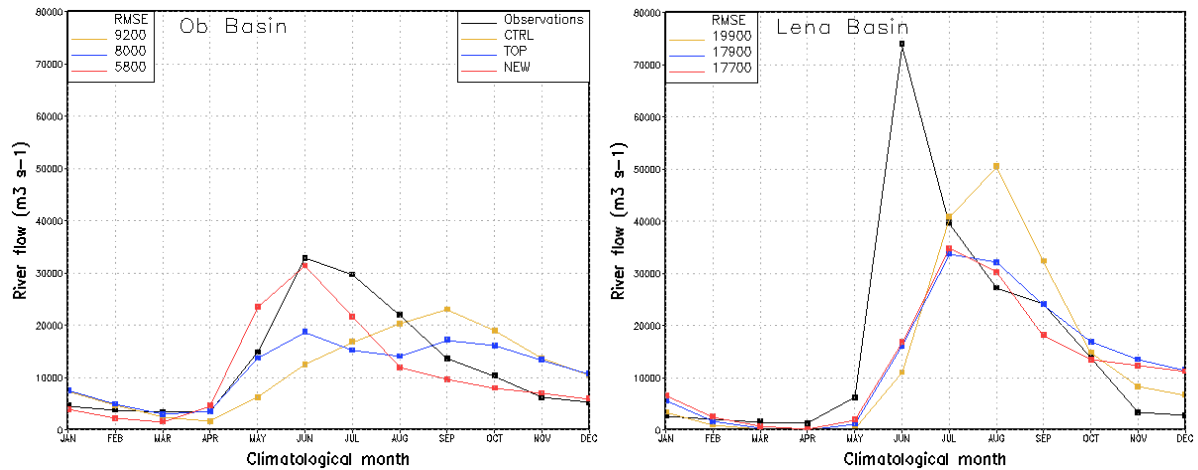 Ob Basin
RMSE
9200
8000
5800
Observations
CTRL
TOP
NEW
80000
70000
60000
50000
40000
30000
20000
10000
0
River flow (m3 s-1)
JAN FEB MAR APR MAY JUN JUL AUG SEP OCT NOV DEC
Climatological month
Lena Basin
RMSE
19900
17900
17700
80000
70000
60000
50000
40000
30000
20000
10000
0
River flow (m3 s-1)
JAN FEB MAR APR MAY JUN JUL AUG SEP OCT NOV DEC
Climatological month